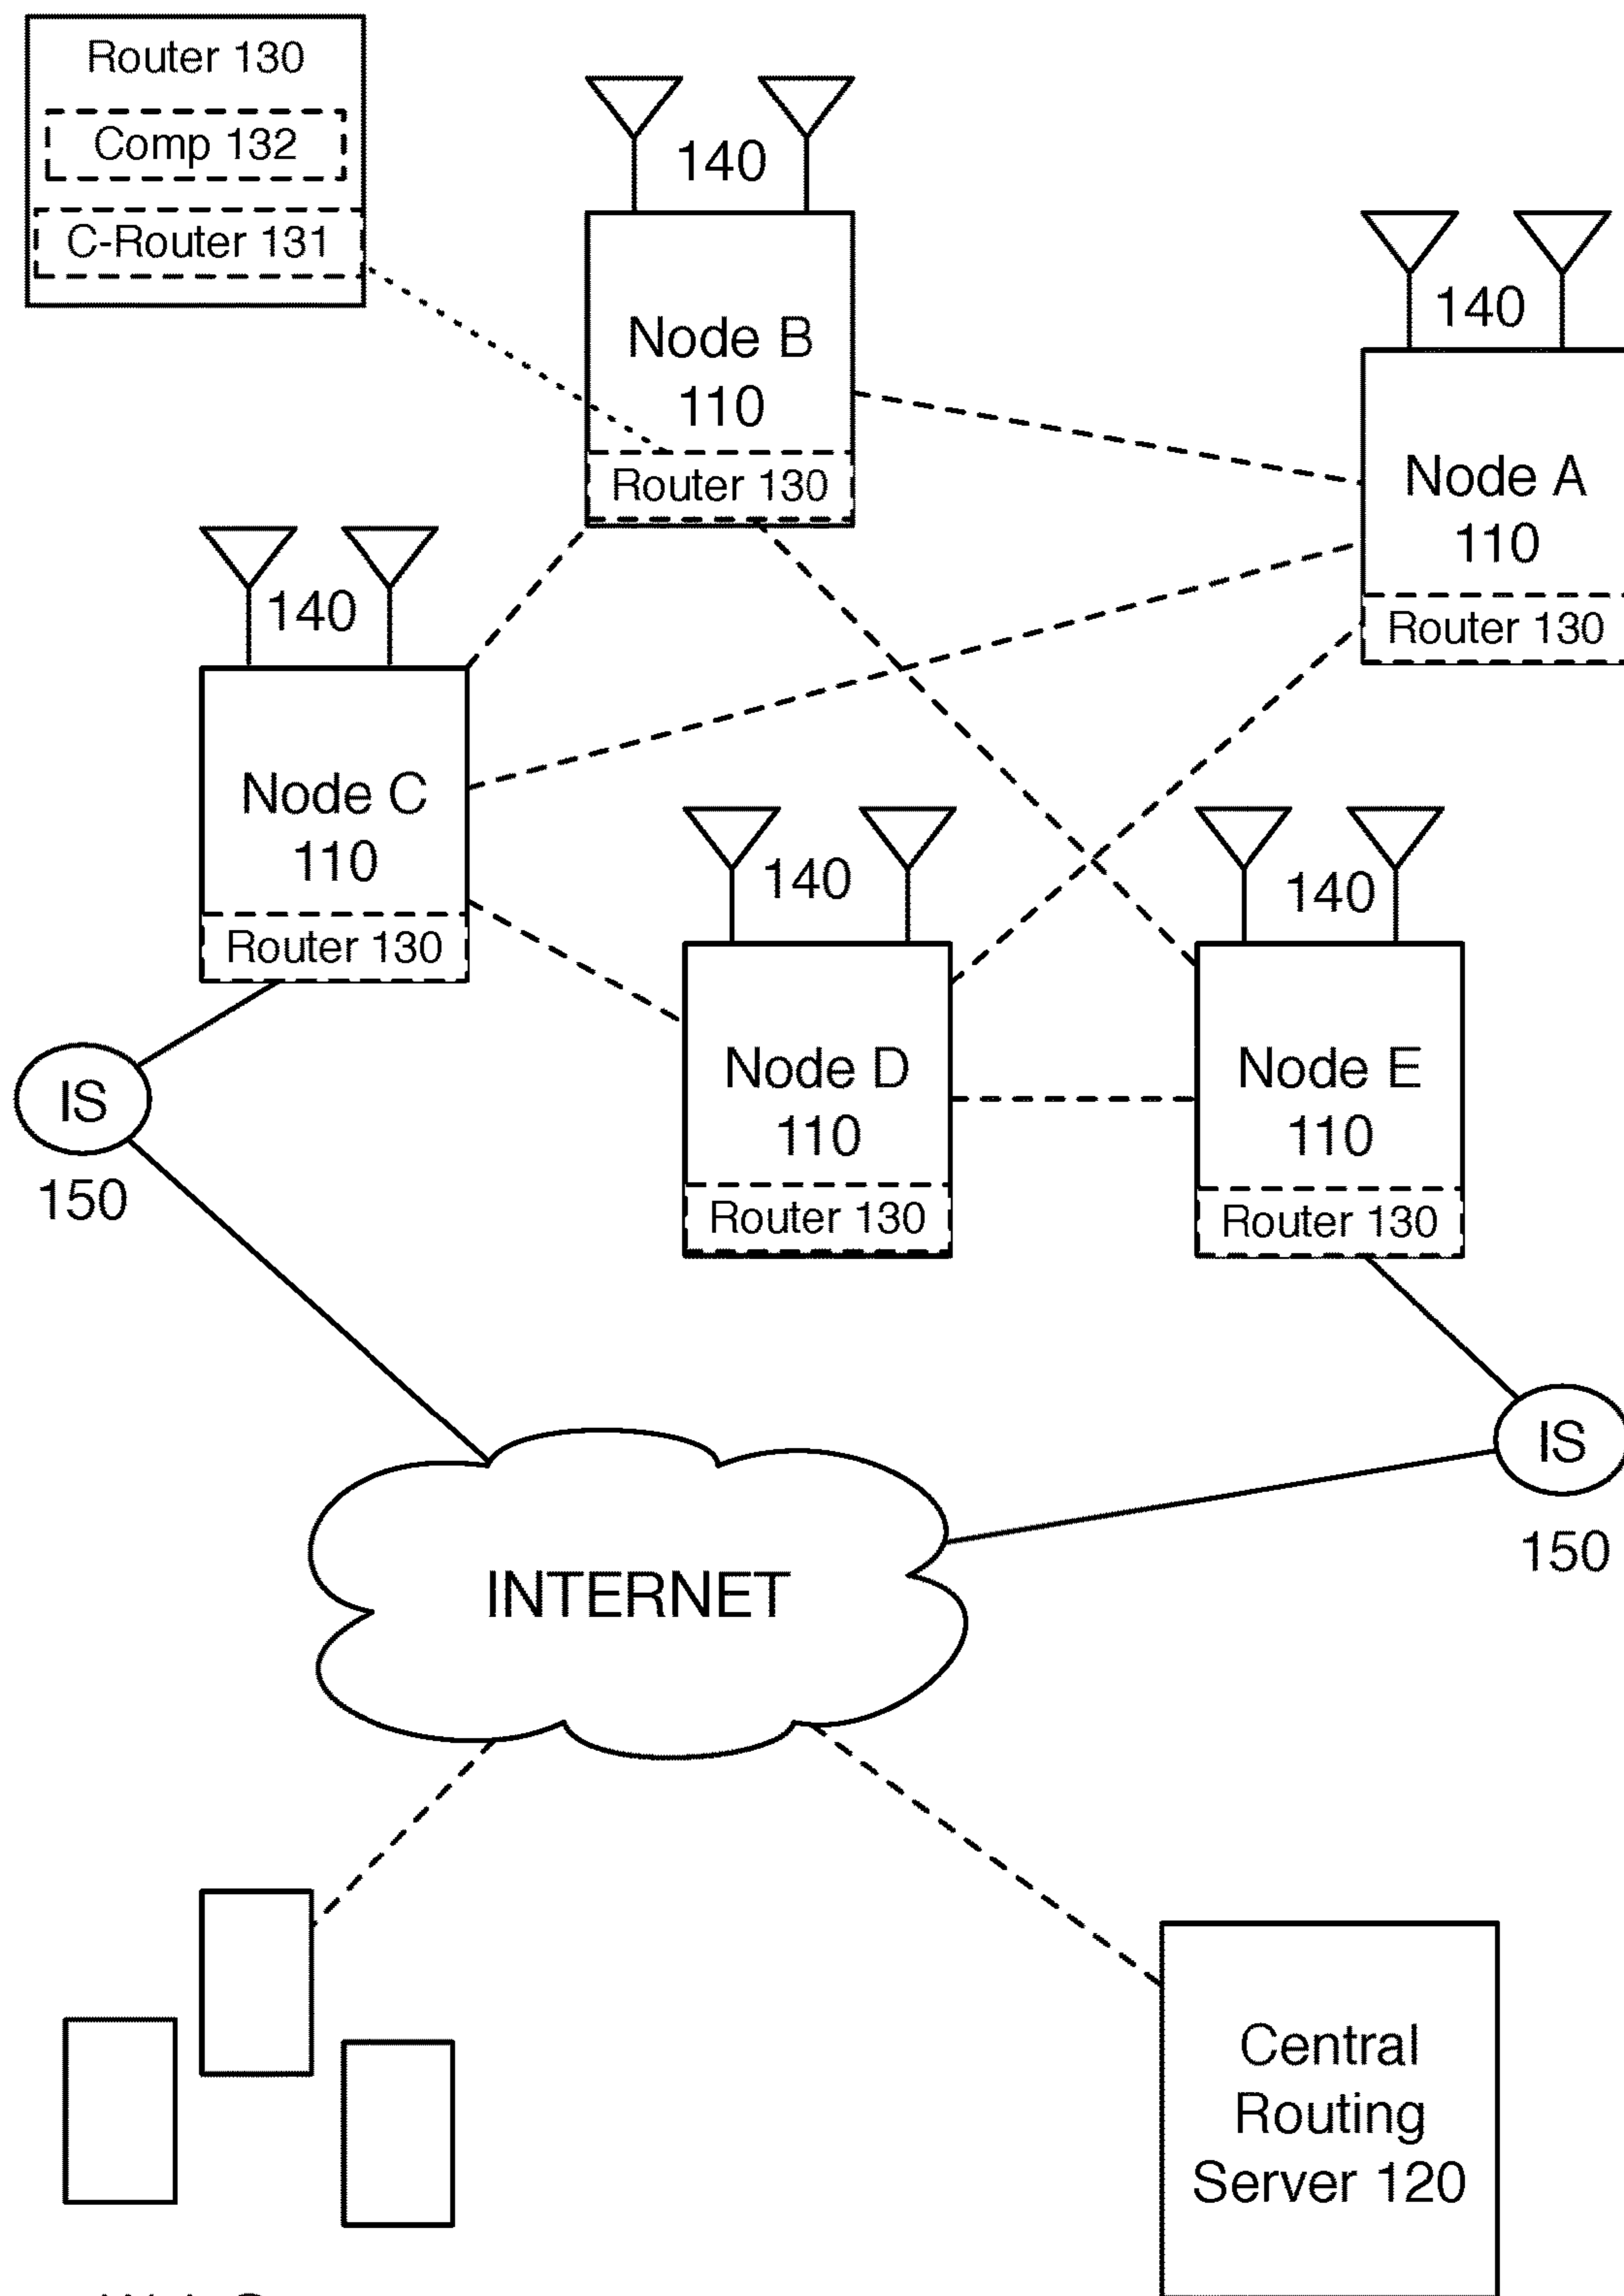 Router 130
Comp 132
C-Router 131
140
Node B
110
Router 130
140
Node A
110
Router 130
140
Node C
110
Router 130
140
Node D
110
Router 130
140
Node E
110
Router 130
IS
150
IS
150
INTERNET
Central
Routing
Server 120